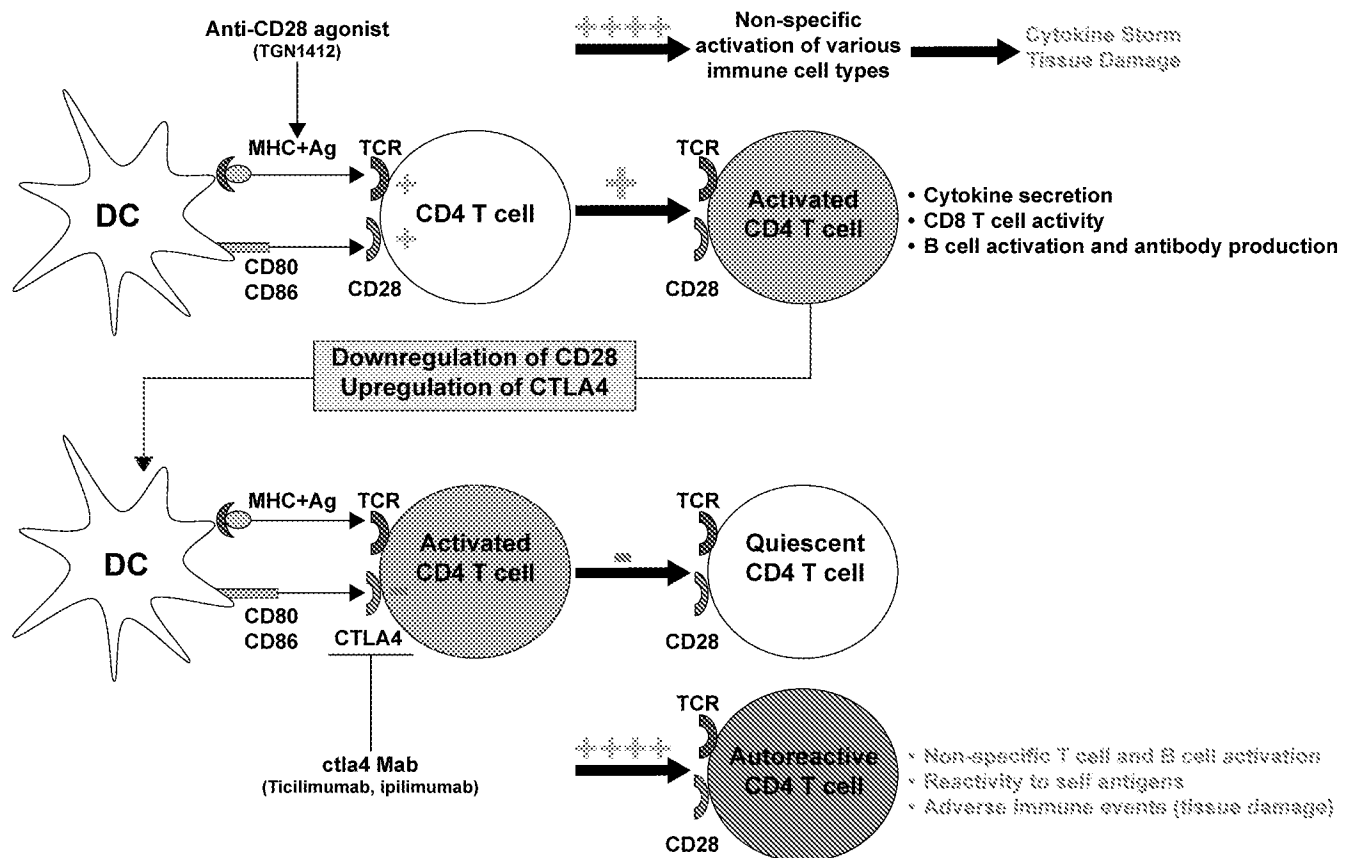 Anti-CD28 agonist
(TGN1412)
Non-specific
activation of various
immune cell types
Cytokine Storm
Tissue Damage
MHC+Ag
TCR
DC
CD4 T cell
CD80
CD86
CD28
TCR
Activated
CD4 T cell
CD28
• Cytokine secretion
• CD8 T cell activity
• B cell activation and antibody production
Downregulation of CD28
Upregulation of CTLA4
MHC+Ag
TCR
DC
Activated
CD4 T cell
CD80
CD86
CTLA4
TCR
Quiescent
CD4 T cell
CD28
ctla4 Mab
(Ticilimumab, ipilimumab)
TCR
Autoreactive
CD4 T cell
CD28
• Non-specific T cell and B cell activation
• Reactivity to self antigens
• Adverse immune events (tissue damage)